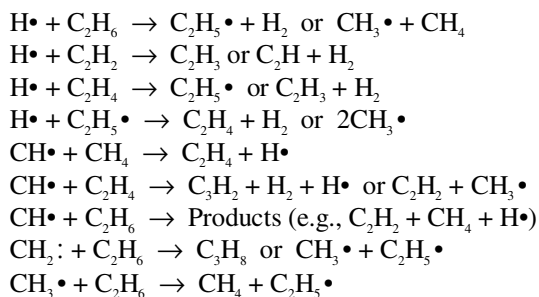 H• + C₂H₆ → C₂H₅• + H₂ or CH₃• + CH₄
H• + C₂H₂ → C₂H₃ or C₂H + H₂
H• + C₂H₄ → C₂H₅• or C₂H₃ + H₂
H• + C₂H₅• → C₂H₄ + H₂ or 2CH₃•
CH• + CH₄ → C₂H₄ + H•
CH• + C₂H₄ → C₃H₂ + H₂ + H• or C₂H₂ + CH₃•
CH• + C₂H₆ → Products (e.g., C₂H₂ + CH₄ + H•)
CH₂: + C₂H₆ → C₃H₈ or CH₃• + C₂H₅•
CH₃• + C₂H₆ → CH₄ + C₂H₅•